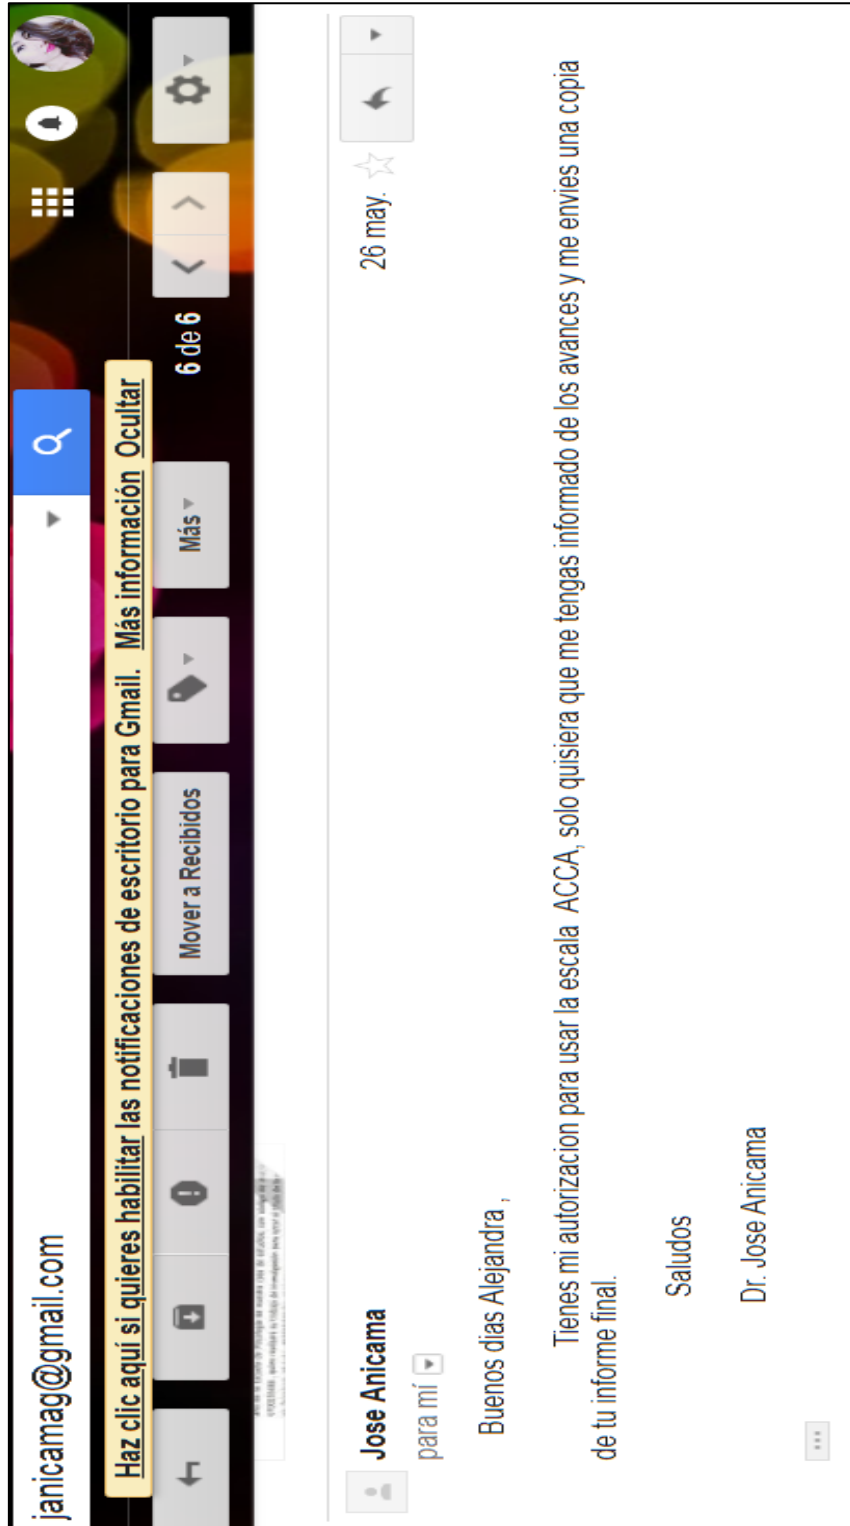 janicamag@gmail.com
Haz clic aquí si quieres habilitar las notificaciones de escritorio para Gmail. Más información Ocultar
Mover a Recibidos
Más
6 de 6
Jose Anicama
26 may.
para mí
Buenos dias Alejandra ,
Tienes mi autorizacion para usar la escala ACCA, solo quisiera que me tengas informado de los avances y me envies una copia
de tu informe final.
Saludos
Dr. Jose Anicama